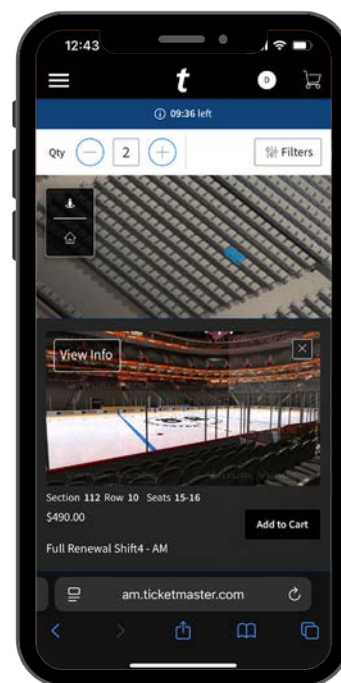 12:43
t
D
09:36 left
Qty 2 Filters
View Info
Section 112 Row 10 Seats 15-16
$490.00
Add to Cart
Full Renewal Shift4 - AM
am.ticketmaster.com